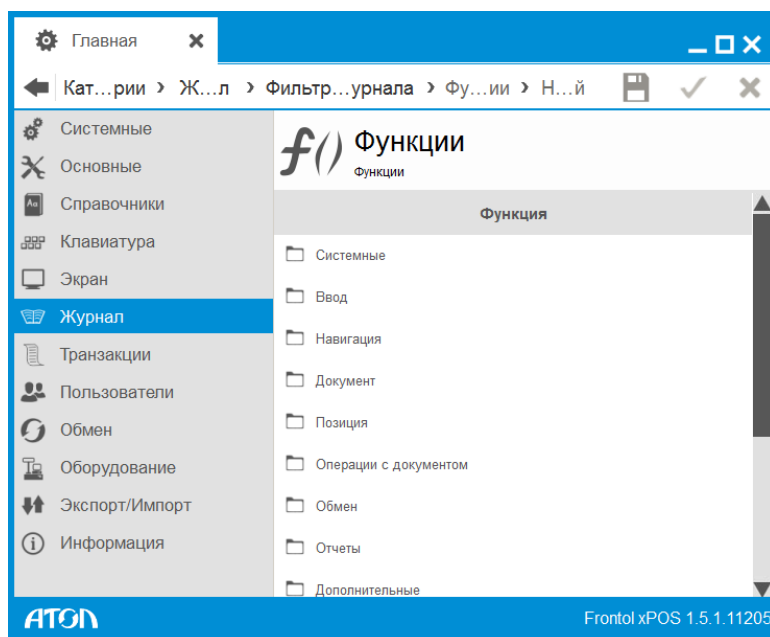 Главная
Кат...рии › Ж...л › Фильтр...урнала › Фу...ии › Н...й
Системные
Основные
Справочники
Клавиатура
Экран
Журнал
Транзакции
Пользователи
Обмен
Оборудование
Экспорт/Импорт
Информация
f() Функции
Функции
Функция
Системные
Ввод
Навигация
Документ
Позиция
Операции с документом
Обмен
Отчеты
Дополнительные
ATOL
Frontol xPOS 1.5.1.11205